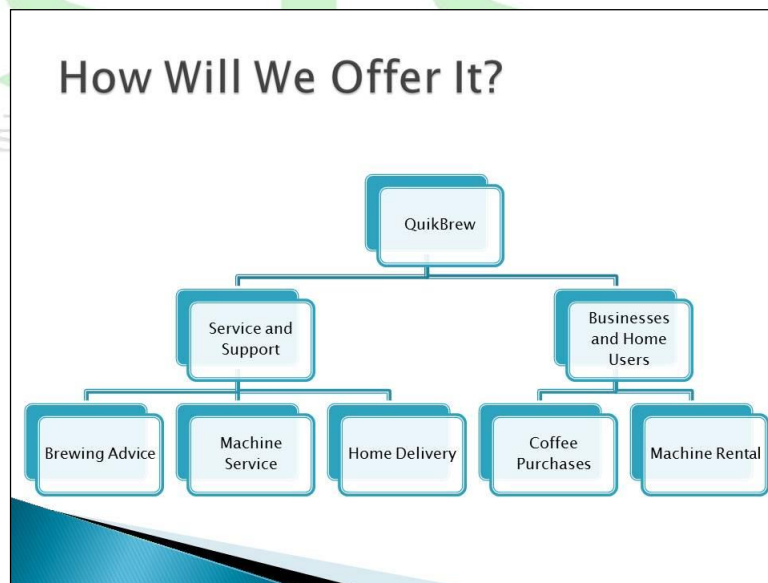 How Will We Offer It?
QuikBrew
Service and
Support
Businesses
and Home
Users
Brewing Advice
Machine
Service
Home Delivery
Coffee
Purchases
Machine Rental